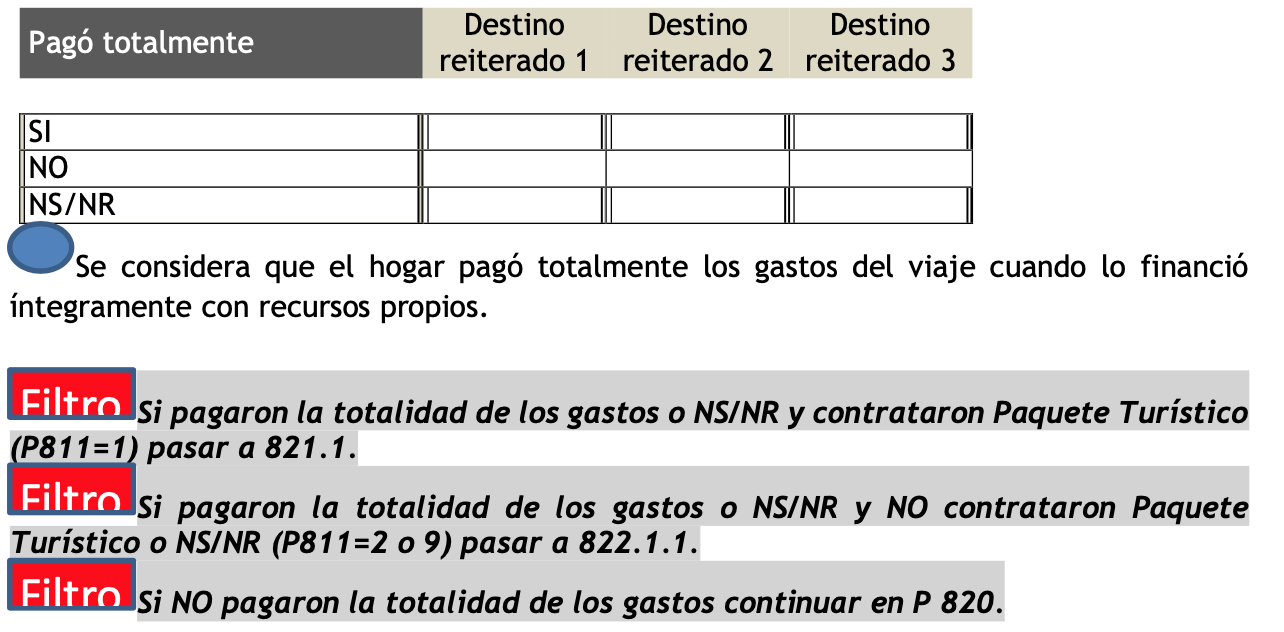 Pagó totalmente Destino reiterado 1 Destino reiterado 2 Destino reiterado 3
SI
NO
NS/NR
Se considera que el hogar pagó totalmente los gastos del viaje cuando lo financió
íntegramente con recursos propios.
Filtro Si pagaron la totalidad de los gastos o NS/NR y contrataron Paquete Turístico
(P811=1) pasar a 821.1.
Filtro Si pagaron la totalidad de los gastos o NS/NR y NO contrataron Paquete
Turístico o NS/NR (P811=2 o 9) pasar a 822.1.1.
Filtro Si NO pagaron la totalidad de los gastos continuar en P 820.